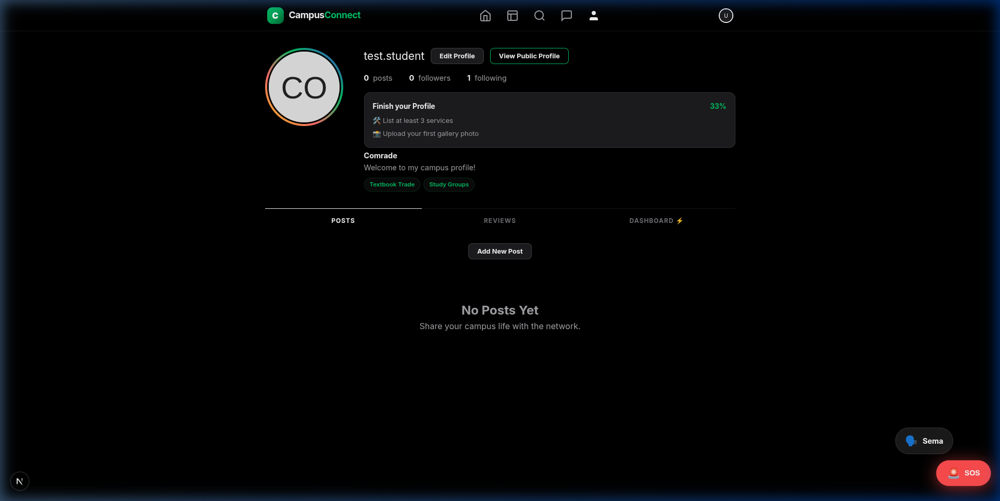 C CampusConnect
U
test.student Edit Profile View Public Profile
CO
0 posts 0 followers 1 following
Finish your Profile 33%
🛠️ List at least 3 services
📸 Upload your first gallery photo
Comrade
Welcome to my campus profile!
Textbook Trade Study Groups
POSTS REVIEWS DASHBOARD ⚡
Add New Post
No Posts Yet
Share your campus life with the network.
🗣️ Sema
🚨 SOS
N